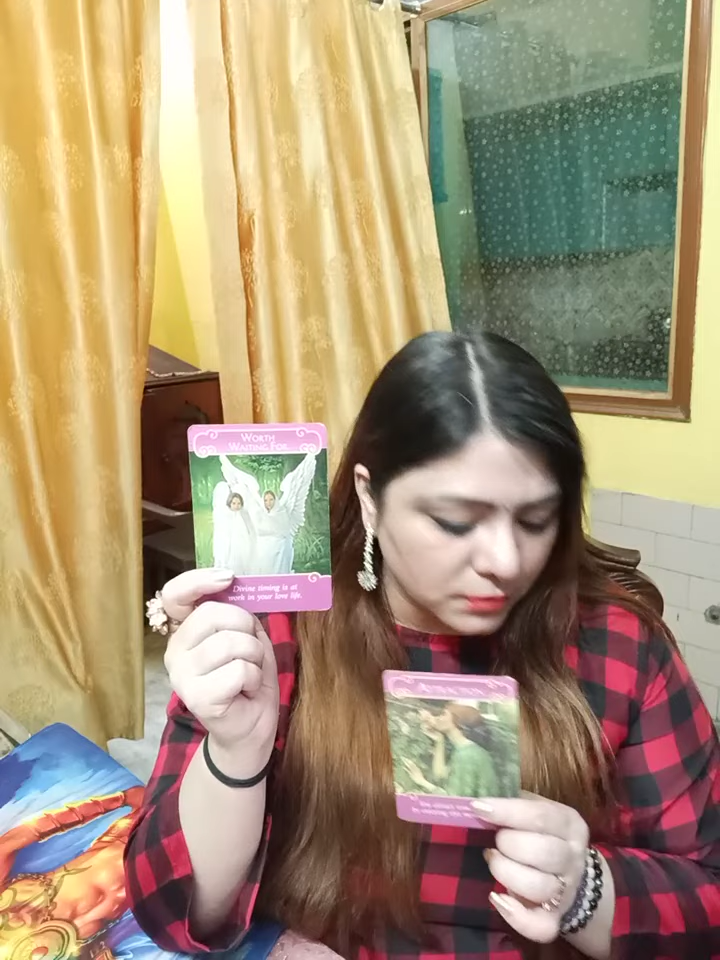 WORTH
WAITING FOR
Divine timing is at
work in your love life.
ATTRACTION